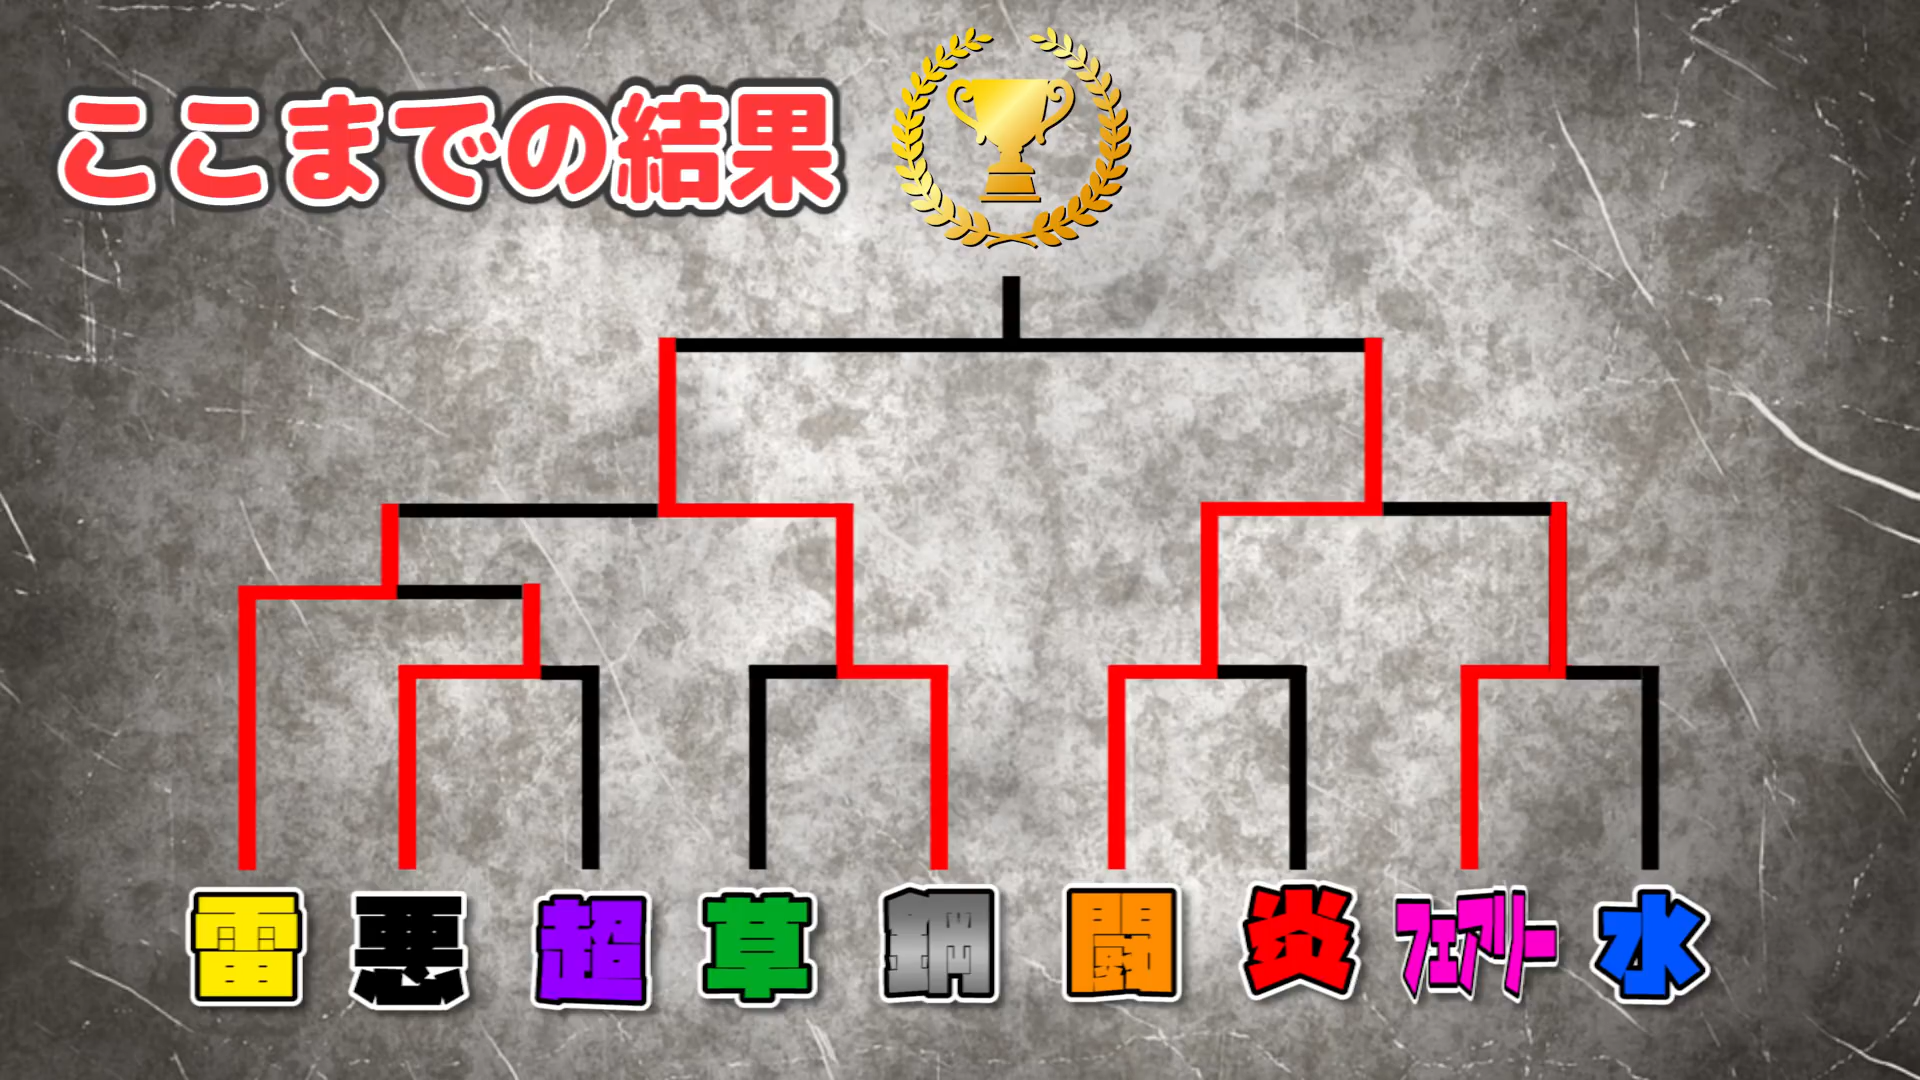 ここまでの結果
雷 悪 超 草 鋼 闘 炎 フェアリー 水